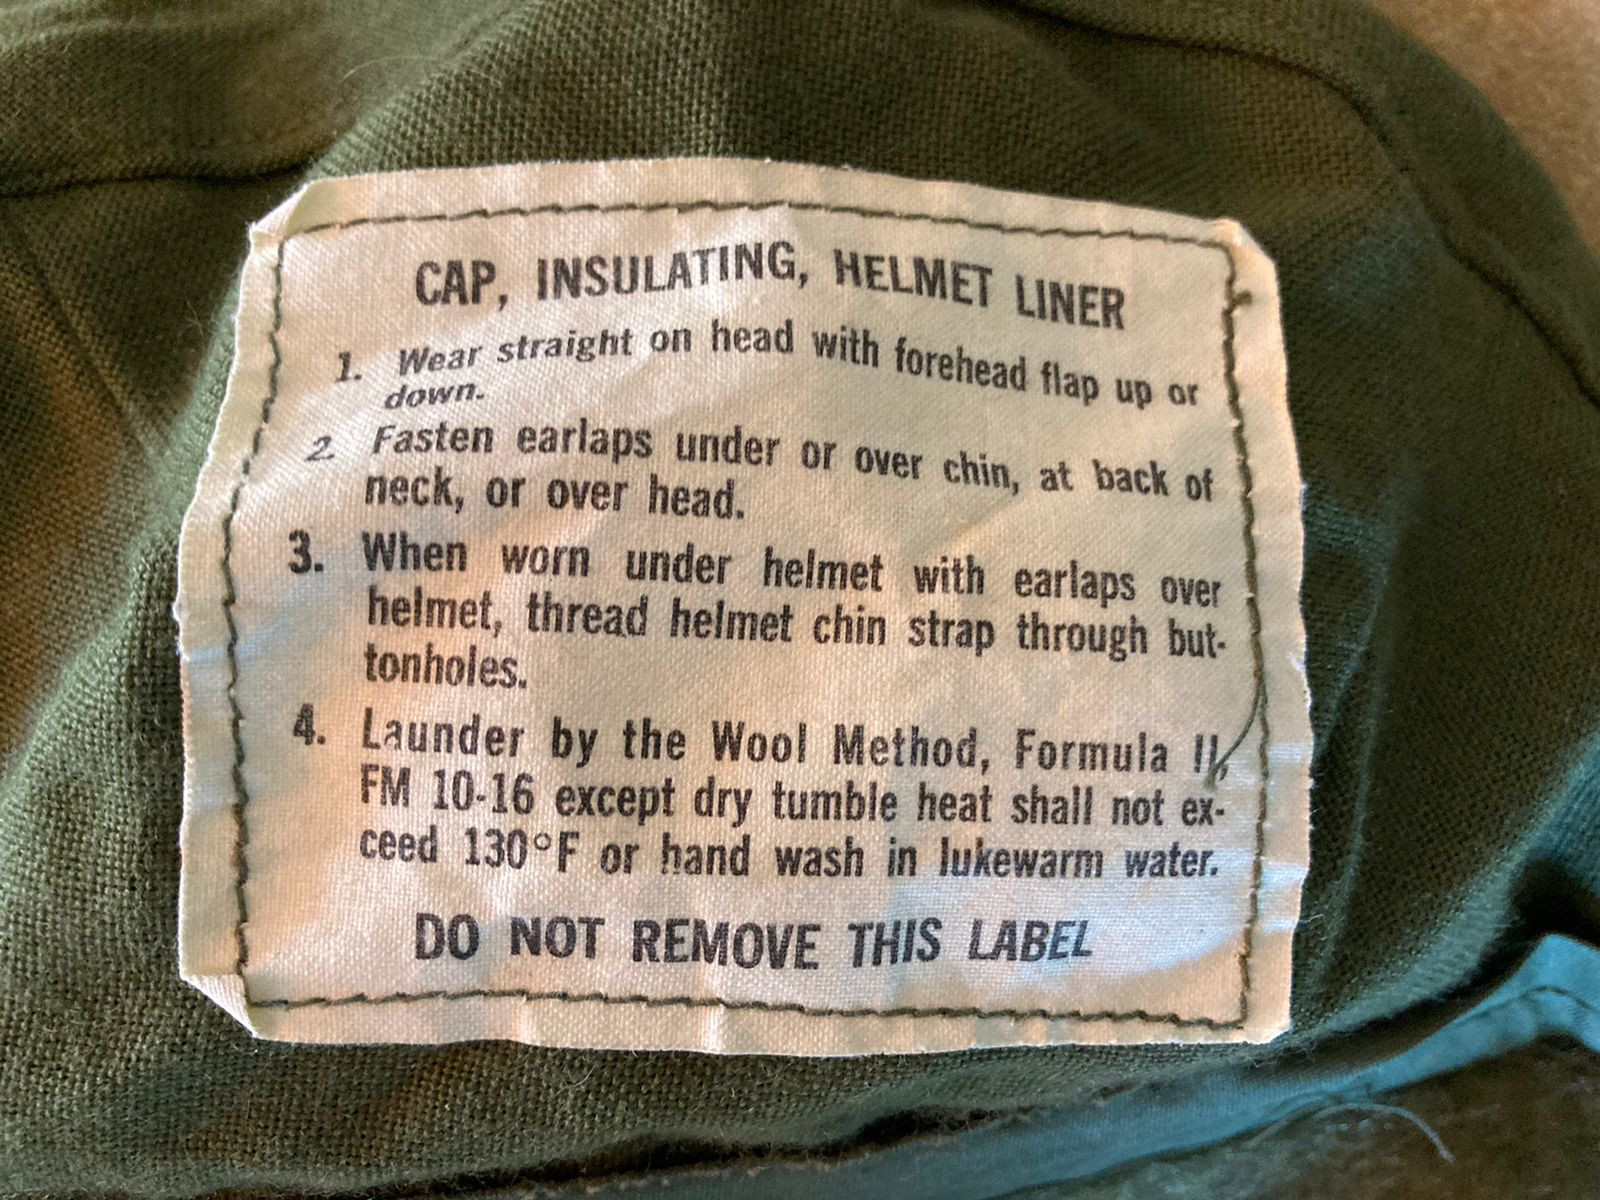 CAP, INSULATING, HELMET LINER
1. Wear straight on head with forehead flap up or
down.
2. Fasten earlaps under or over chin, at back of
neck, or over head.
3. When worn under helmet with earlaps over
helmet, thread helmet chin strap through but-
tonholes.
4. Launder by the Wool Method, Formula II,
FM 10-16 except dry tumble heat shall not ex-
ceed 130°F or hand wash in lukewarm water.
DO NOT REMOVE THIS LABEL